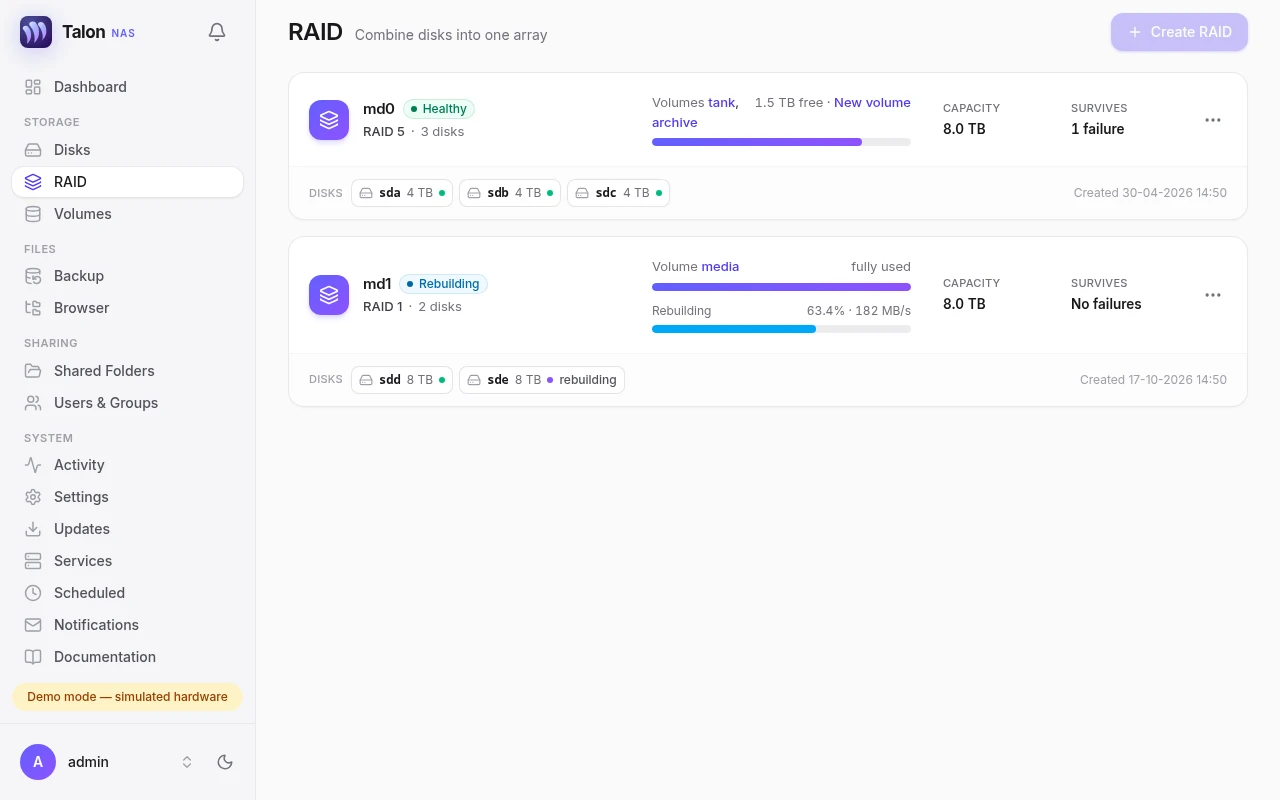 Talon NAS
Dashboard
STORAGE
Disks
RAID
Volumes
FILES
Backup
Browser
SHARING
Shared Folders
Users & Groups
SYSTEM
Activity
Settings
Updates
Services
Scheduled
Notifications
Documentation
Demo mode — simulated hardware
A admin
RAID Combine disks into one array
Create RAID
md0 Healthy
RAID 5 · 3 disks
Volumes tank, 1.5 TB free · New volume
archive
CAPACITY
8.0 TB
SURVIVES
1 failure
DISKS sda 4 TB sdb 4 TB sdc 4 TB Created 30-04-2026 14:50
md1 Rebuilding
RAID 1 · 2 disks
Volume media fully used
Rebuilding 63.4% · 182 MB/s
CAPACITY
8.0 TB
SURVIVES
No failures
DISKS sdd 8 TB sde 8 TB rebuilding Created 17-10-2026 14:50